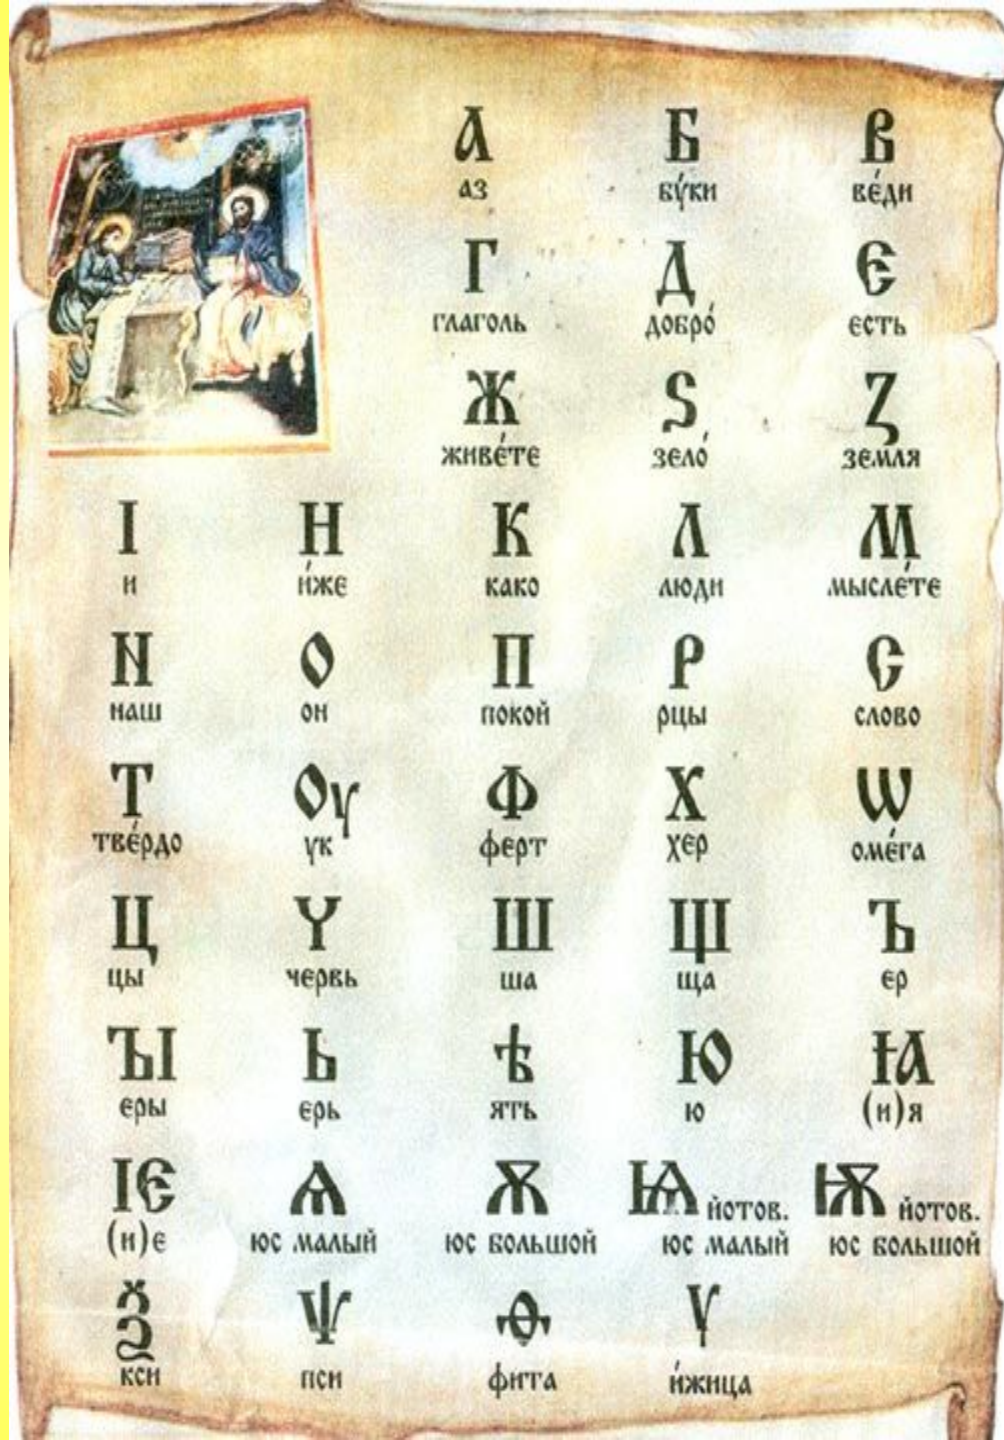 А Б В
аз бу́ки ве́ди
Г Д Є
глаголь добро́ єсть
Ж Ѕ Ꙁ
живе́те зело́ земля
І Н К Л М
и и́же како люди мысле́те
N О П Р С
наш он покой рцы слово
Т Оу Ф Х Ѡ
тве́рдо ук ферт хер оме́га
Ц Ч Ш Щ Ъ
цы червь ша ща ер
ЪІ Ь Ѣ Ю Ꙗ
еры ерь ять ю (и)я
Ѥ Ѧ Ѫ Ѩ йотов. Ѭ йотов.
(и)е юс малый юс большой юс малый юс большой
Ѯ Ѱ Ѳ Ѵ
кси пси фита и́жица